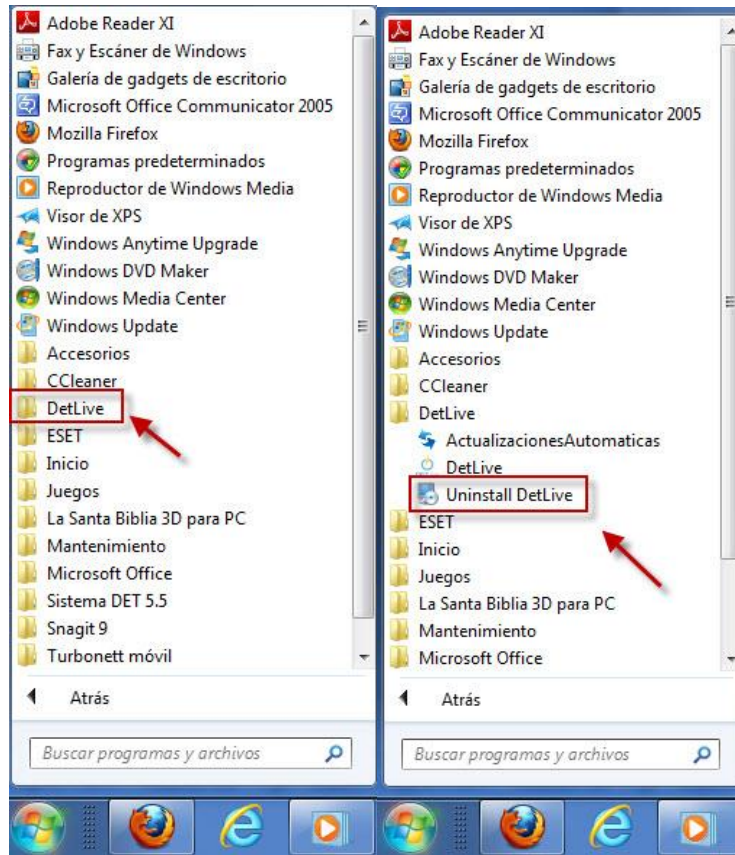 Adobe Reader XI
Fax y Escáner de Windows
Galería de gadgets de escritorio
Microsoft Office Communicator 2005
Mozilla Firefox
Programas predeterminados
Reproductor de Windows Media
Visor de XPS
Windows Anytime Upgrade
Windows DVD Maker
Windows Media Center
Windows Update
Accesorios
CCleaner
DetLive
ESET
Inicio
Juegos
La Santa Biblia 3D para PC
Mantenimiento
Microsoft Office
Sistema DET 5.5
Snagit 9
Turbonett móvil
Atrás
Buscar programas y archivos
Adobe Reader XI
Fax y Escáner de Windows
Galería de gadgets de escritorio
Microsoft Office Communicator 2005
Mozilla Firefox
Programas predeterminados
Reproductor de Windows Media
Visor de XPS
Windows Anytime Upgrade
Windows DVD Maker
Windows Media Center
Windows Update
Accesorios
CCleaner
DetLive
ActualizacionesAutomaticas
DetLive
Uninstall DetLive
ESET
Inicio
Juegos
La Santa Biblia 3D para PC
Mantenimiento
Microsoft Office
Atrás
Buscar programas y archivos